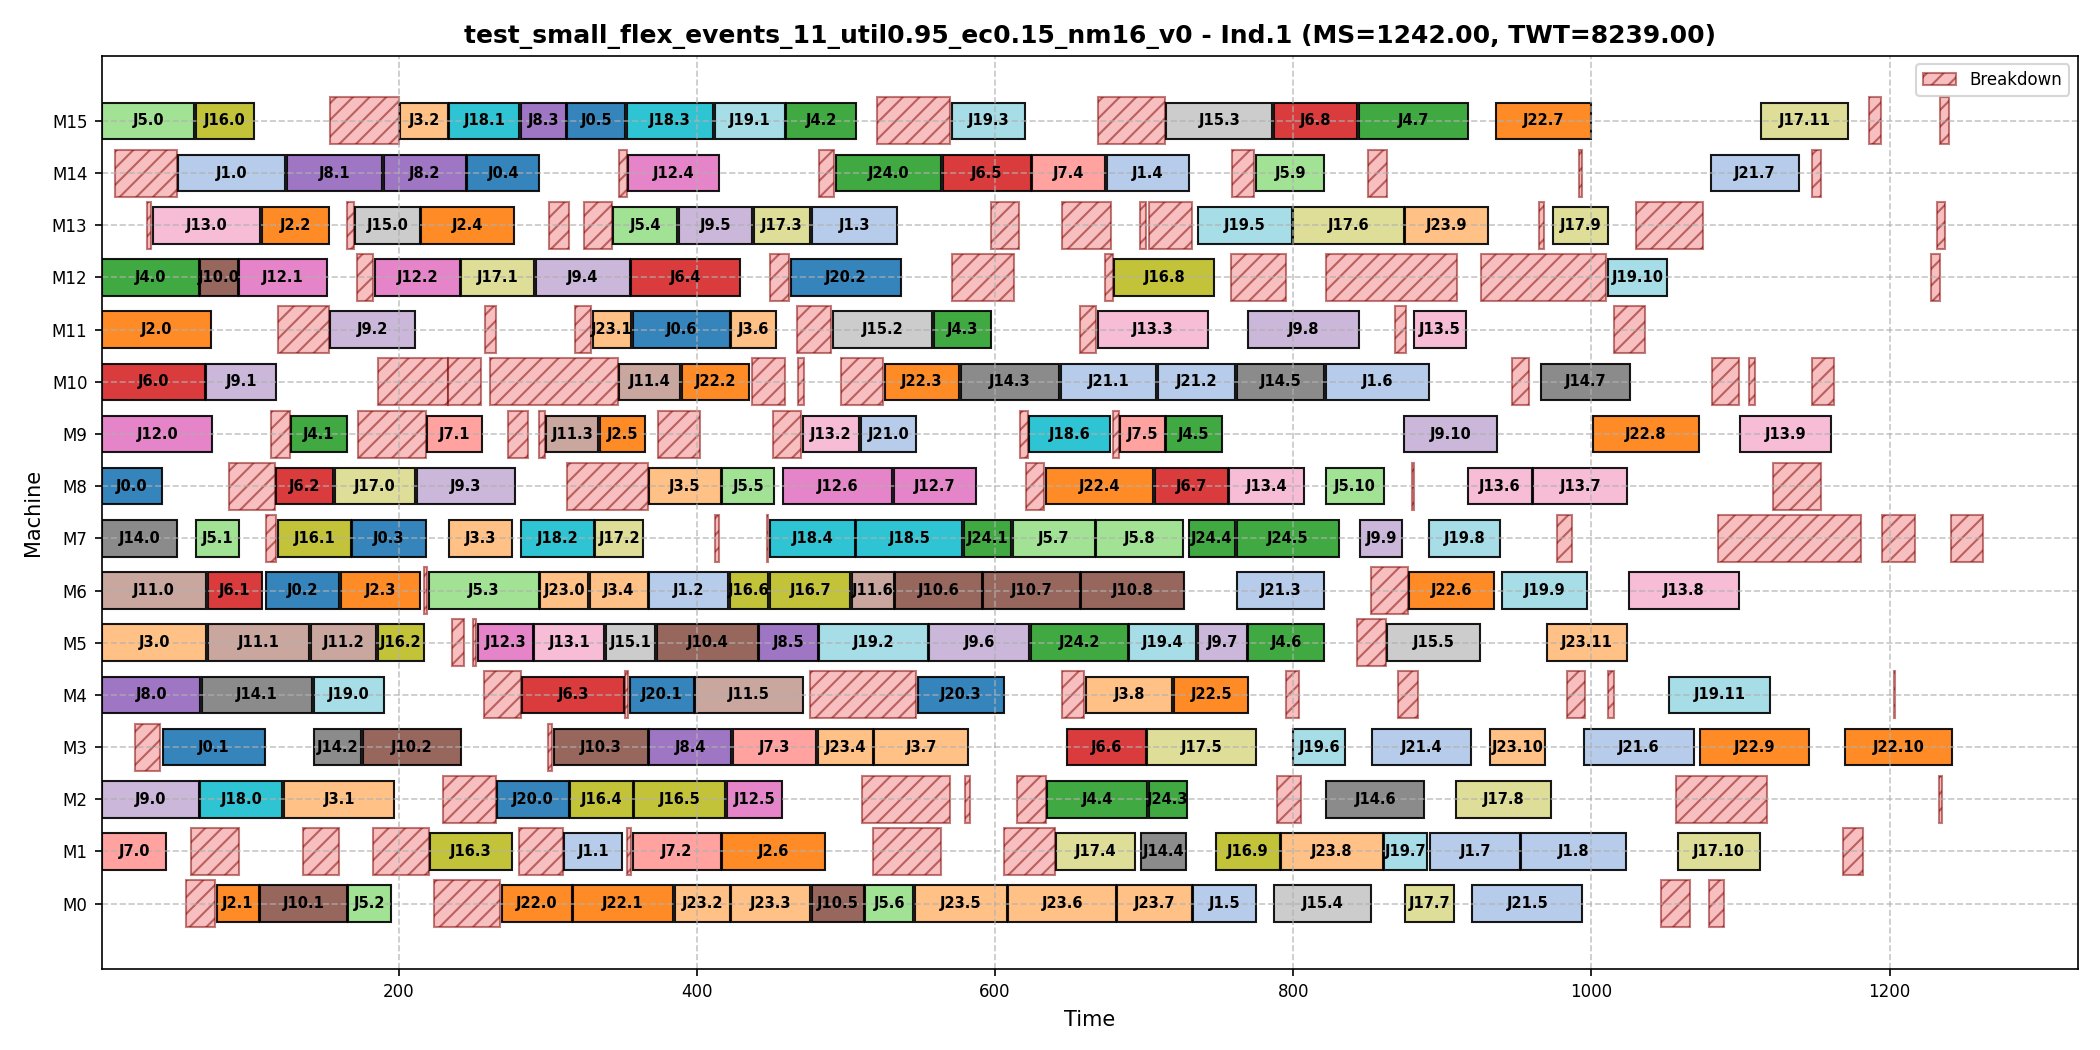 test_small_flex_events_11_util0.95_ec0.15_nm16_v0 - Ind.1 (MS=1242.00, TWT=8239.00)
Breakdown
M15 J5.0 J16.0 J3.2 J18.1 J8.3 J0.5 J18.3 J19.1 J4.2 J19.3 J15.3 J6.8 J4.7 J22.7 J17.11
M14 J1.0 J8.1 J8.2 J0.4 J12.4 J24.0 J6.5 J7.4 J1.4 J5.9 J21.7
M13 J13.0 J2.2 J15.0 J2.4 J5.4 J9.5 J17.3 J1.3 J19.5 J17.6 J23.9 J17.9
M12 J4.0 J10.0 J12.1 J12.2 J17.1 J9.4 J6.4 J20.2 J16.8 J19.10
M11 J2.0 J9.2 J23.1 J0.6 J3.6 J15.2 J4.3 J13.3 J9.8 J13.5
M10 J6.0 J9.1 J11.4 J22.2 J22.3 J14.3 J21.1 J21.2 J14.5 J1.6 J14.7
M9 J12.0 J4.1 J7.1 J11.3 J2.5 J13.2 J21.0 J18.6 J7.5 J4.5 J9.10 J22.8 J13.9
M8 J0.0 J6.2 J17.0 J9.3 J3.5 J5.5 J12.6 J12.7 J22.4 J6.7 J13.4 J5.10 J13.6 J13.7
M7 J14.0 J5.1 J16.1 J0.3 J3.3 J18.2 J17.2 J18.4 J18.5 J24.1 J5.7 J5.8 J24.4 J24.5 J9.9 J19.8
M6 J11.0 J6.1 J0.2 J2.3 J5.3 J23.0 J3.4 J1.2 J16.6 J16.7 J11.6 J10.6 J10.7 J10.8 J21.3 J22.6 J19.9 J13.8
M5 J3.0 J11.1 J11.2 J16.2 J12.3 J13.1 J15.1 J10.4 J8.5 J19.2 J9.6 J24.2 J19.4 J9.7 J4.6 J15.5 J23.11
M4 J8.0 J14.1 J19.0 J6.3 J20.1 J11.5 J20.3 J3.8 J22.5 J19.11
M3 J0.1 J14.2 J10.2 J10.3 J8.4 J7.3 J23.4 J3.7 J6.6 J17.5 J19.6 J21.4 J23.10 J21.6 J22.9 J22.10
M2 J9.0 J18.0 J3.1 J20.0 J16.4 J16.5 J12.5 J4.4 J24.3 J14.6 J17.8
M1 J7.0 J16.3 J1.1 J7.2 J2.6 J17.4 J14.4 J16.9 J23.8 J19.7 J1.7 J1.8 J17.10
M0 J2.1 J10.1 J5.2 J22.0 J22.1 J23.2 J23.3 J10.5 J5.6 J23.5 J23.6 J23.7 J1.5 J15.4 J17.7 J21.5
200 400 600 800 1000 1200
Time
Machine